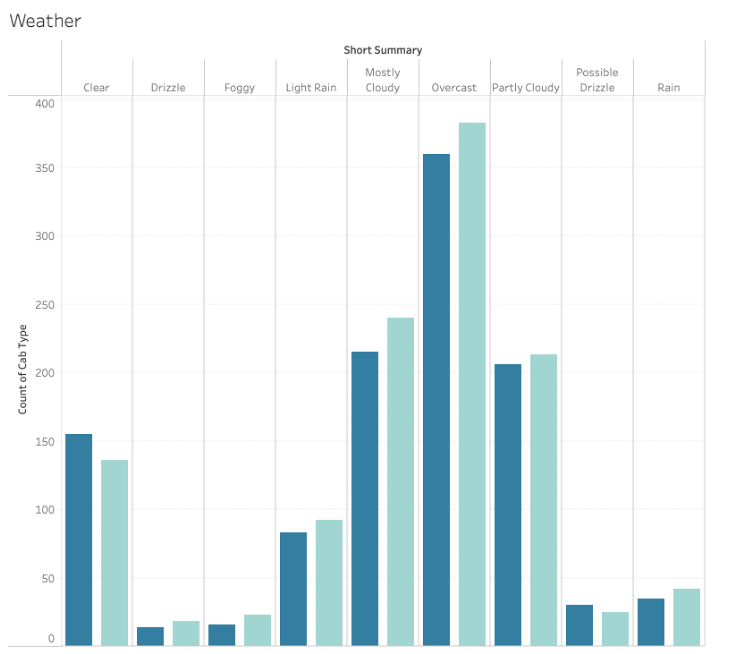 Weather
Short Summary
Clear
Drizzle
Foggy
Light Rain
Mostly
Cloudy
Overcast
Partly Cloudy
Possible
Drizzle
Rain
Count of Cab Type
400
350
300
250
200
150
100
50
0